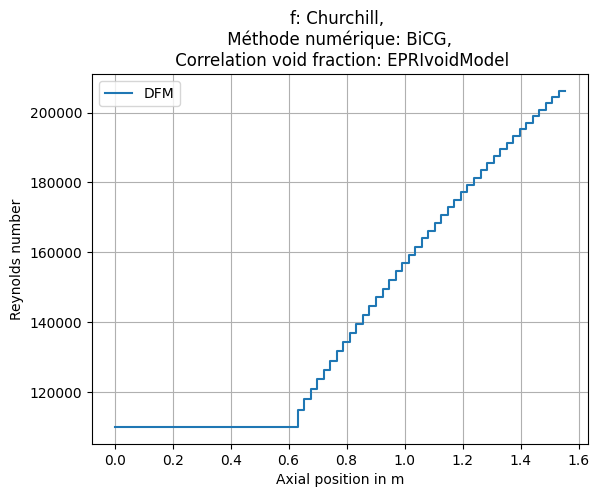 f: Churchill,
Méthode numérique: BiCG,
Correlation void fraction: EPRIvoidModel
DFM
200000
180000
160000
140000
120000
Reynolds number
0.0 0.2 0.4 0.6 0.8 1.0 1.2 1.4 1.6
Axial position in m